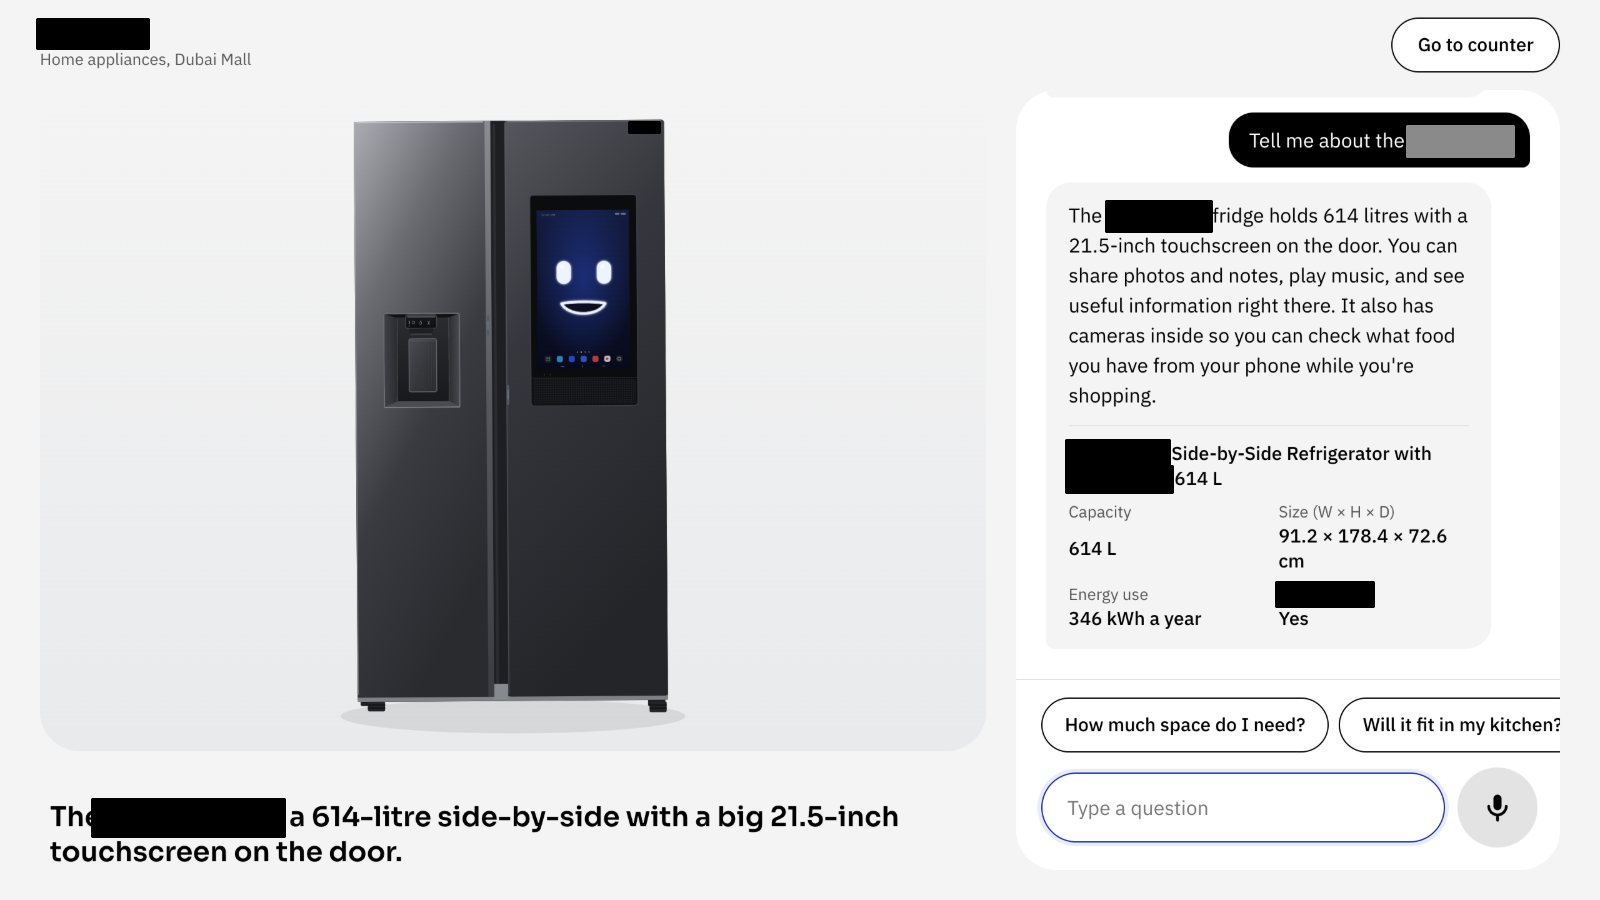 Home appliances, Dubai Mall
Go to counter
Tell me about the
The fridge holds 614 litres with a
21.5-inch touchscreen on the door. You can
share photos and notes, play music, and see
useful information right there. It also has
cameras inside so you can check what food
you have from your phone while you're
shopping.
Side-by-Side Refrigerator with
614 L
Capacity
614 L
Size (W × H × D)
91.2 × 178.4 × 72.6
cm
Energy use
346 kWh a year
Yes
How much space do I need?
Will it fit in my kitchen?
Type a question
The a 614-litre side-by-side with a big 21.5-inch
touchscreen on the door.